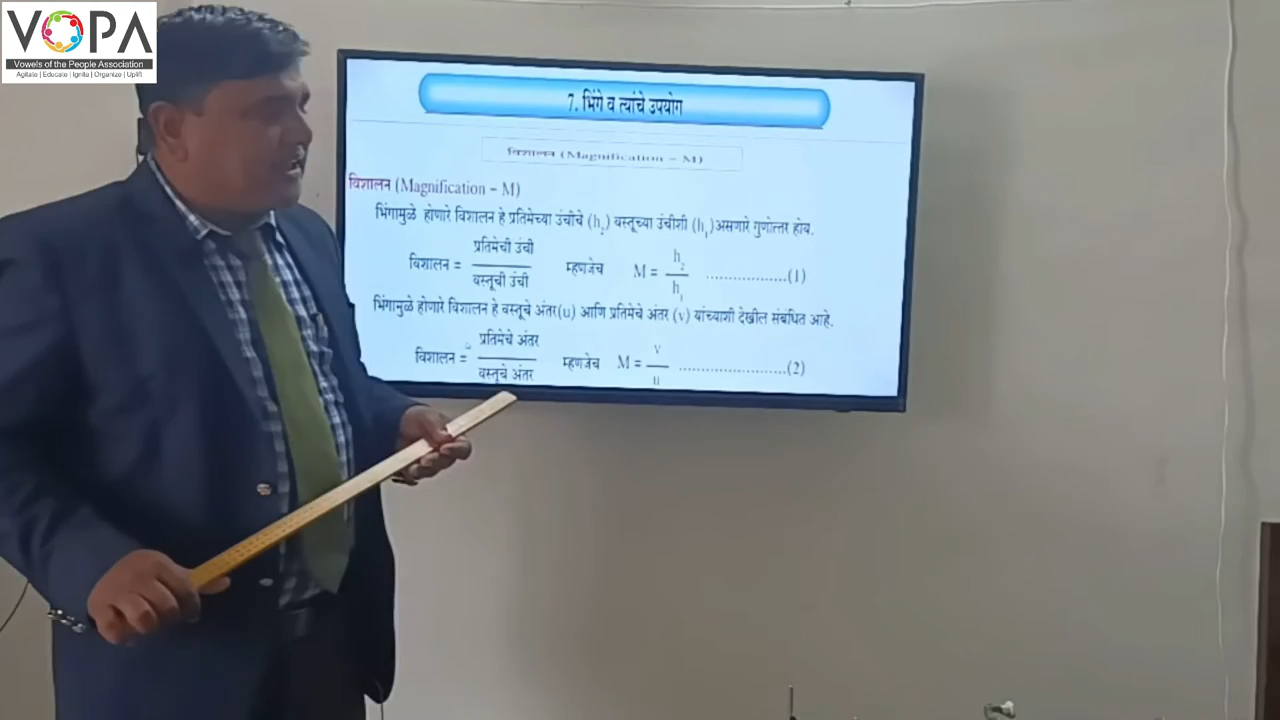 VOPA
Vowels of the People Association
Agitate | Educate | Ignite | Organize | Uplift
7. भिंगे व त्यांचे उपयोग
विशालन (Magnification – M)
विशालन (Magnification – M)
भिंगामुळे होणारे विशालन हे प्रतिमेच्या उंचीचे (h₂) वस्तूच्या उंचीशी (h₁) असणारे गुणोत्तर होय.
विशालन = प्रतिमेची उंची / वस्तूची उंची म्हणजेच M = h₂ / h₁ ..................(1)
भिंगामुळे होणारे विशालन हे वस्तूचे अंतर(u) आणि प्रतिमेचे अंतर (v) यांच्याशी देखील संबंधित आहे.
विशालन = प्रतिमेचे अंतर / वस्तूचे अंतर म्हणजेच M = v / u .......................(2)